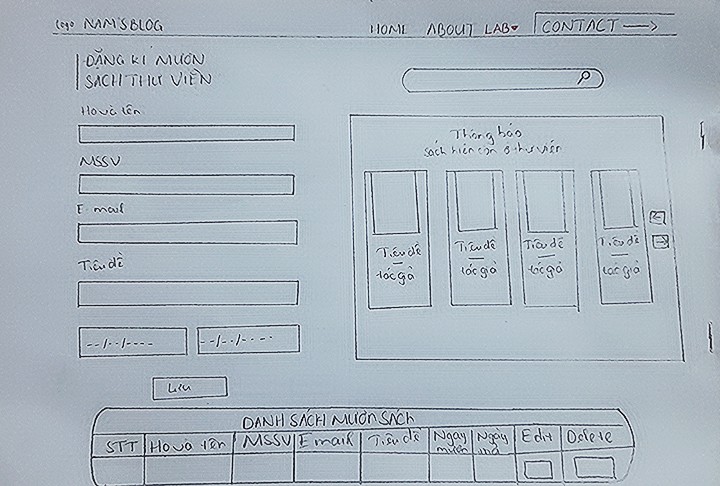 logo NAM'S BLOG
HOME ABOUT LAB♥ CONTACT →
ĐĂNG KÍ MƯỢN
SÁCH THƯ VIỆN
Họ và tên
MSSV
E-mail
Tiêu đề
--/--/----
--/--/----
Lưu
Thông báo
sách hiện còn ở thư viện
Tiêu đề
tác giả
Tiêu đề
tác giả
Tiêu đề
tác giả
Tiêu đề
tác giả
DANH SÁCH MƯỢN SÁCH
STT Họ và tên MSSV Email Tiêu đề Ngày mượn Ngày trả Edit Delete